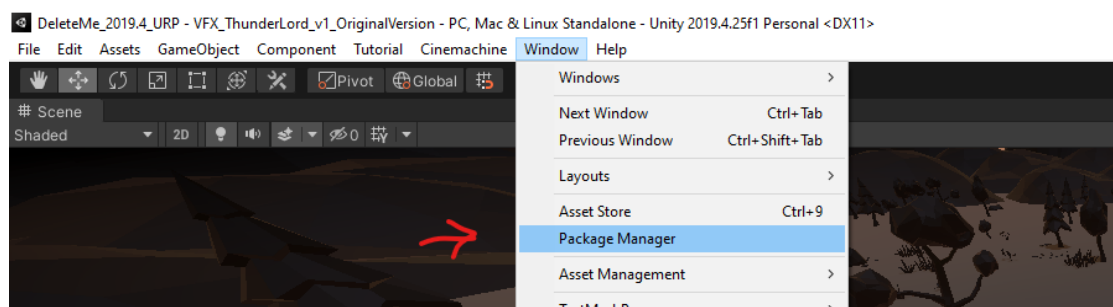 DeleteMe_2019.4_URP - VFX_ThunderLord_v1_OriginalVersion - PC, Mac & Linux Standalone - Unity 2019.4.25f1 Personal <DX11>
File Edit Assets GameObject Component Tutorial Cinemachine Window Help
Pivot Global
Windows
# Scene
Next Window Ctrl+Tab
Shaded 2D 0
Previous Window Ctrl+Shift+Tab
Layouts
Asset Store Ctrl+9
Package Manager
Asset Management